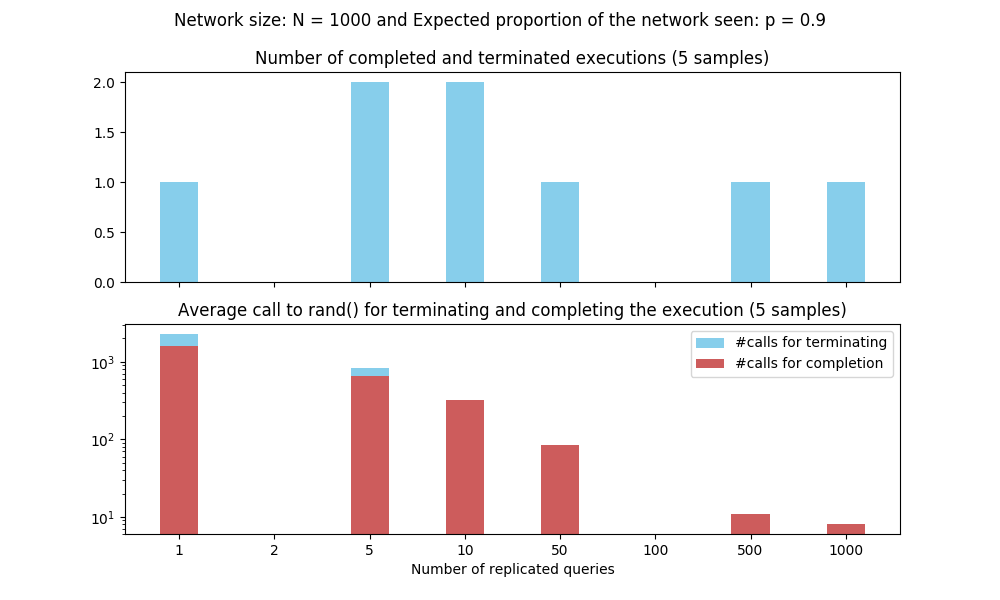 Network size: N = 1000 and Expected proportion of the network seen: p = 0.9
Number of completed and terminated executions (5 samples)
2.0
1.5
1.0
0.5
0.0
Average call to rand() for terminating and completing the execution (5 samples)
#calls for terminating
#calls for completion
10³
10²
10¹
1 2 5 10 50 100 500 1000
Number of replicated queries